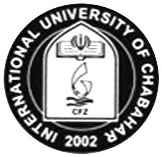 INTERNATIONAL UNIVERSITY OF CHABAHAR
CFZ
2002